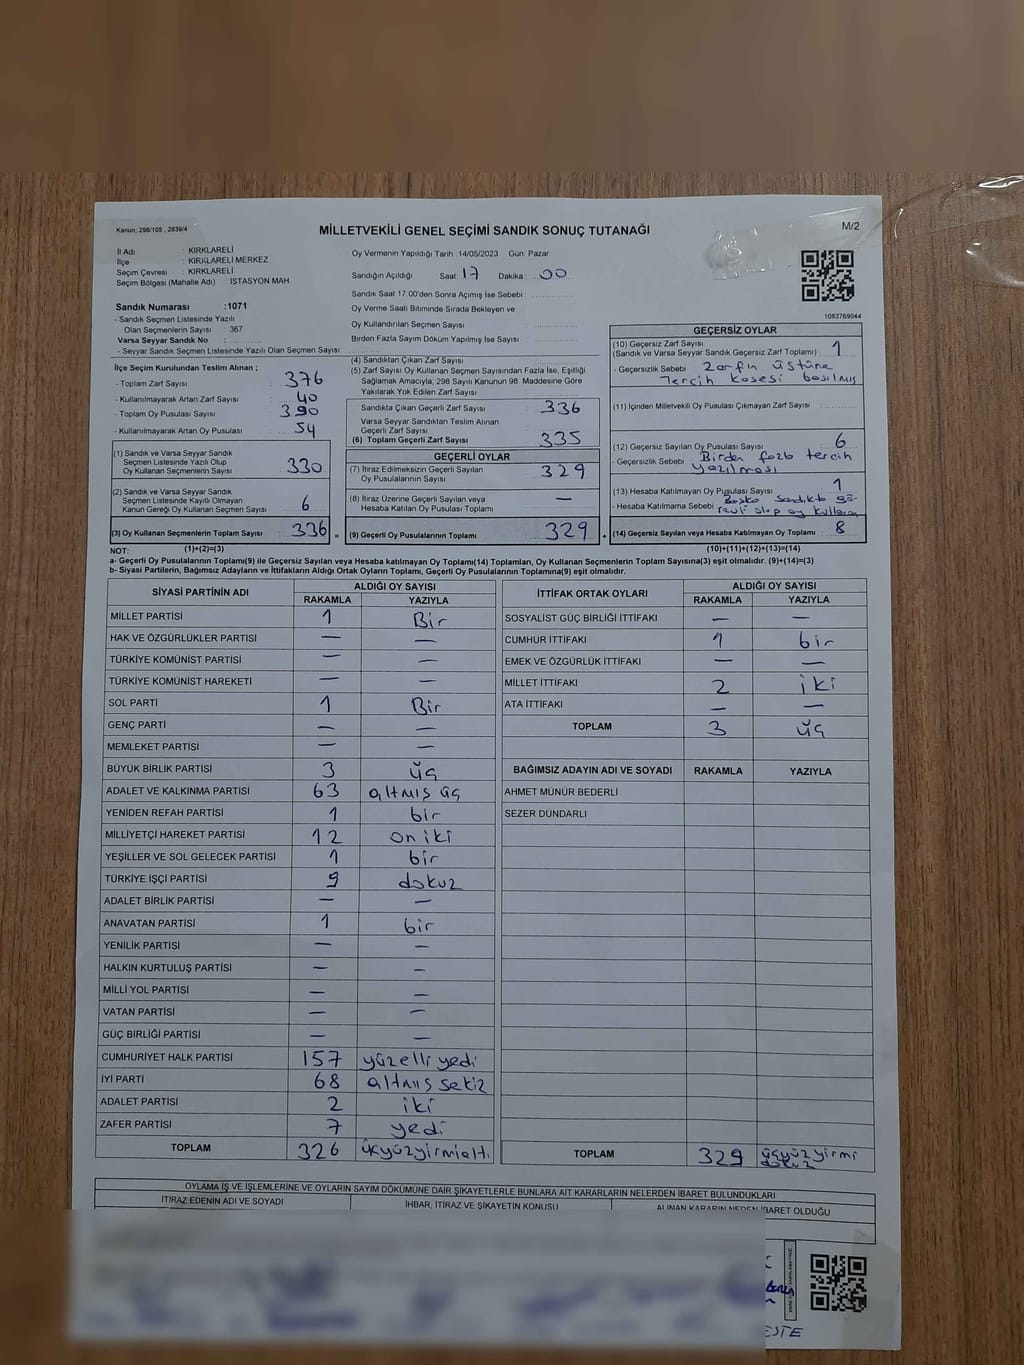 Kanun; 298/105 , 2839/4
MİLLETVEKİLİ GENEL SEÇİMİ SANDIK SONUÇ TUTANAĞI
M/2
İl Adı : KIRKLARELİ
İlçe : KIRKLARELİ MERKEZ
Seçim Çevresi : KIRKLARELİ
Seçim Bölgesi (Mahalle Adı) : İSTASYON MAH.
Oy Vermenin Yapıldığı Tarih :14/05/2023 Gün: Pazar
Sandığın Açıldığı Saat: 17 Dakika : 00
Sandık Saat 17.00'den Sonra Açımış İse Sebebi :
Oy Verme Saati Bitiminde Sırada Bekleyen ve
Oy Kullandırılan Seçmen Sayısı :
Birden Fazla Sayım Döküm Yapılmış İse Sayısı :
1083769044
Sandık Numarası :1071
- Sandık Seçmen Listesinde Yazılı
Olan Seçmenlerin Sayısı : 367
Varsa Seyyar Sandık No :
- Seyyar Sandık Seçmen Listesinde Yazılı Olan Seçmen Sayısı:
İlçe Seçim Kurulundan Teslim Alınan ;
- Toplam Zarf Sayısı : 376
- Kullanılmayarak Artan Zarf Sayısı : 40
- Toplam Oy Pusulası Sayısı : 390
- Kullanılmayarak Artan Oy Pusulası : 54
(1) Sandık ve Varsa Seyyar Sandık
Seçmen Listesinde Yazılı Olup
Oy Kullanan Seçmenlerin Sayısı : 330
(2) Sandık ve Varsa Seyyar Sandık
Seçmen Listesinde Kayıtlı Olmayan
Kanun Gereği Oy Kullanan Seçmen Sayısı : 6
(3) Oy Kullanan Seçmenlerin Toplam Sayısı : 336 =
(4) Sandıktan Çıkan Zarf Sayısı :
(5) Zarf Sayısı Oy Kullanan Seçmen Sayısından Fazla İse, Eşitliği
Sağlamak Amacıyla, 298 Sayılı Kanunun 98. Maddesine Göre
Yakılarak Yok Edilen Zarf Sayısı :
Sandıkta Çıkan Geçerli Zarf Sayısı : 336
Varsa Seyyar Sandıktan Teslim Alınan
Geçerli Zarf Sayısı :
(6) Toplam Geçerli Zarf Sayısı : 335
GEÇERLİ OYLAR
(7) İtiraz Edilmeksizin Geçerli Sayılan
Oy Pusulasının Sayısı : 329
(8) İtiraz Üzerine Geçerli Sayılan veya
Hesaba Katılan Oy Pusulaları Toplamı : —
(9) Geçerli Oy Pusulalarının Toplamı : 329 +
GEÇERSİZ OYLAR
(10) Geçersiz Zarf Sayısı
(Sandık ve Varsa Seyyar Sandık Geçersiz Zarf Toplamı) : 1
- Geçersizlik Sebebi : Zarfın üstüne
Tercih Kasesi basılmış
(11) İçinden Milletvekili Oy Pusulası Çıkmayan Zarf Sayısı :
(12) Geçersiz Sayılan Oy Pusulası Sayısı : 6
- Geçersizlik Sebebi : Birden fazla tercih
yazılması
(13) Hesaba Katılmayan Oy Pusulası Sayısı : 1
- Hesaba Katılmama Sebebi : Başka Sandıkta gö-
revli olup oy
(14) Geçersiz Sayılan veya Hesaba Katılmayan Oy Toplamı : 8
NOT: (1)+(2)=(3) (10)+(11)+(12)+(13)=(14)
a- Geçerli Oy Pusulalarının Toplamı(9) ile Geçersiz Sayılan veya Hesaba katılmayan Oy Toplamı(14) Toplamları, Oy Kullanan Seçmenlerin Toplam Sayısına(3) eşit olmalıdır. (9)+(14)=(3)
b- Siyasi Partilerin, Bağımsız Adayların ve İttifakların Aldığı Ortak Oyların Toplamı, Geçerli Oy Pusulalarının Toplamına(9) eşit olmalıdır.
SİYASİ PARTİNİN ADI ALDIĞI OY SAYISI
RAKAMLA YAZIYLA
MİLLET PARTİSİ 1 Bir
HAK VE ÖZGÜRLÜKLER PARTİSİ — —
TÜRKİYE KOMÜNİST PARTİSİ — —
TÜRKİYE KOMÜNİST HAREKETİ — —
SOL PARTİ 1 Bir
GENÇ PARTİ — —
MEMLEKET PARTİSİ — —
BÜYÜK BİRLİK PARTİSİ 3 üç
ADALET VE KALKINMA PARTİSİ 63 altmış üç
YENİDEN REFAH PARTİSİ 1 bir
MİLLİYETÇİ HAREKET PARTİSİ 12 on iki
YEŞİLLER VE SOL GELECEK PARTİSİ 1 bir
TÜRKİYE İŞÇİ PARTİSİ 9 dokuz
ADALET BİRLİK PARTİSİ — —
ANAVATAN PARTİSİ 1 bir
YENİLİK PARTİSİ — —
HALKIN KURTULUŞ PARTİSİ — —
MİLLİ YOL PARTİSİ — —
VATAN PARTİSİ — —
GÜÇ BİRLİĞİ PARTİSİ — —
CUMHURİYET HALK PARTİSİ 157 yüzelli yedi
İYİ PARTİ 68 altmış sekiz
ADALET PARTİSİ 2 iki
ZAFER PARTİSİ 7 yedi
TOPLAM 326 üçyüzyirmialtı
İTTİFAK ORTAK OYLARI ALDIĞI OY SAYISI
RAKAMLA YAZIYLA
SOSYALİST GÜÇ BİRLİĞİ İTTİFAKI — —
CUMHUR İTTİFAKI 1 bir
EMEK VE ÖZGÜRLÜK İTTİFAKI — —
MİLLET İTTİFAKI 2 iki
ATA İTTİFAKI — —
TOPLAM 3 üç
BAĞIMSIZ ADAYIN ADI VE SOYADI RAKAMLA YAZIYLA
AHMET MÜNÜR BEDERLİ
SEZER DÜNDARLI
TOPLAM 329 üçyüzyirmi
dokuz
OYLAMA İŞ VE İŞLEMLERİNE VE OYLARIN SAYIM DÖKÜMÜNE DAİR ŞİKAYETLERLE BUNLARA AİT KARARLARIN NELERDEN İBARET BULUNDUKLARI
İTİRAZ EDENİN ADI VE SOYADI İHBAR, İTİRAZ VE ŞİKAYETİN KONUSU ALINAN KARARIN NEDEN İBARET OLDUĞU